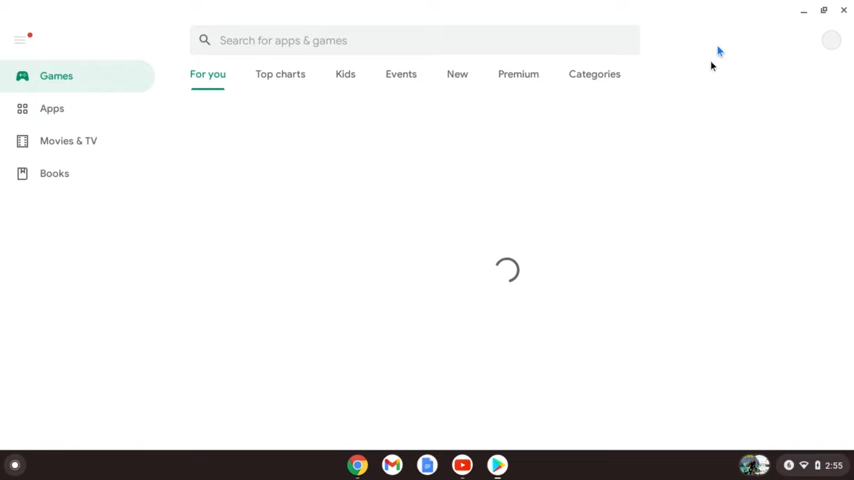 Search for apps & games
For you
Top charts
Kids
Events
New
Premium
Categories
Games
Apps
Movies & TV
Books
6
2:55